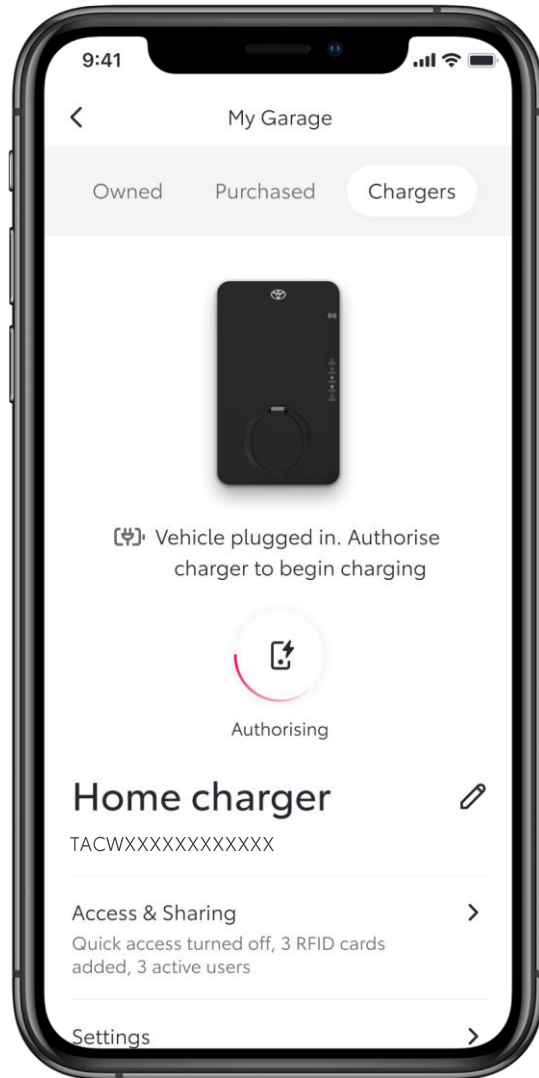 9:41
My Garage
Owned Purchased Chargers
Vehicle plugged in. Authorise
charger to begin charging
Authorising
Home charger
TACWXXXXXXXXXXXX
Access & Sharing
Quick access turned off, 3 RFID cards
added, 3 active users
Settings